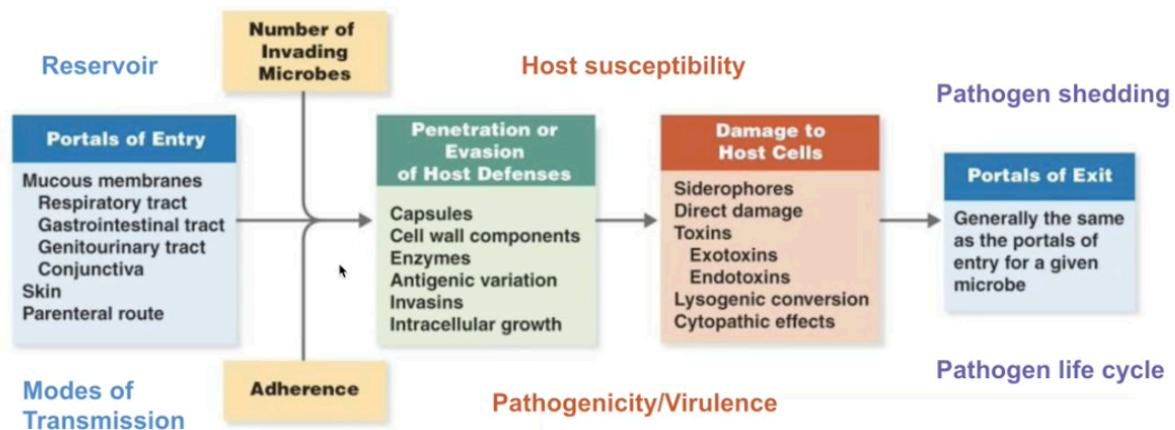 Reservoir
Number of
Invading
Microbes
Host susceptibility
Pathogen shedding
Portals of Entry
Mucous membranes
Respiratory tract
Gastrointestinal tract
Genitourinary tract
Conjunctiva
Skin
Parenteral route
Penetration or
Evasion
of Host Defenses
Capsules
Cell wall components
Enzymes
Antigenic variation
Invasins
Intracellular growth
Damage to
Host Cells
Siderophores
Direct damage
Toxins
Exotoxins
Endotoxins
Lysogenic conversion
Cytopathic effects
Portals of Exit
Generally the same
as the portals of
entry for a given
microbe
Modes of
Transmission
Adherence
Pathogenicity/Virulence
Pathogen life cycle